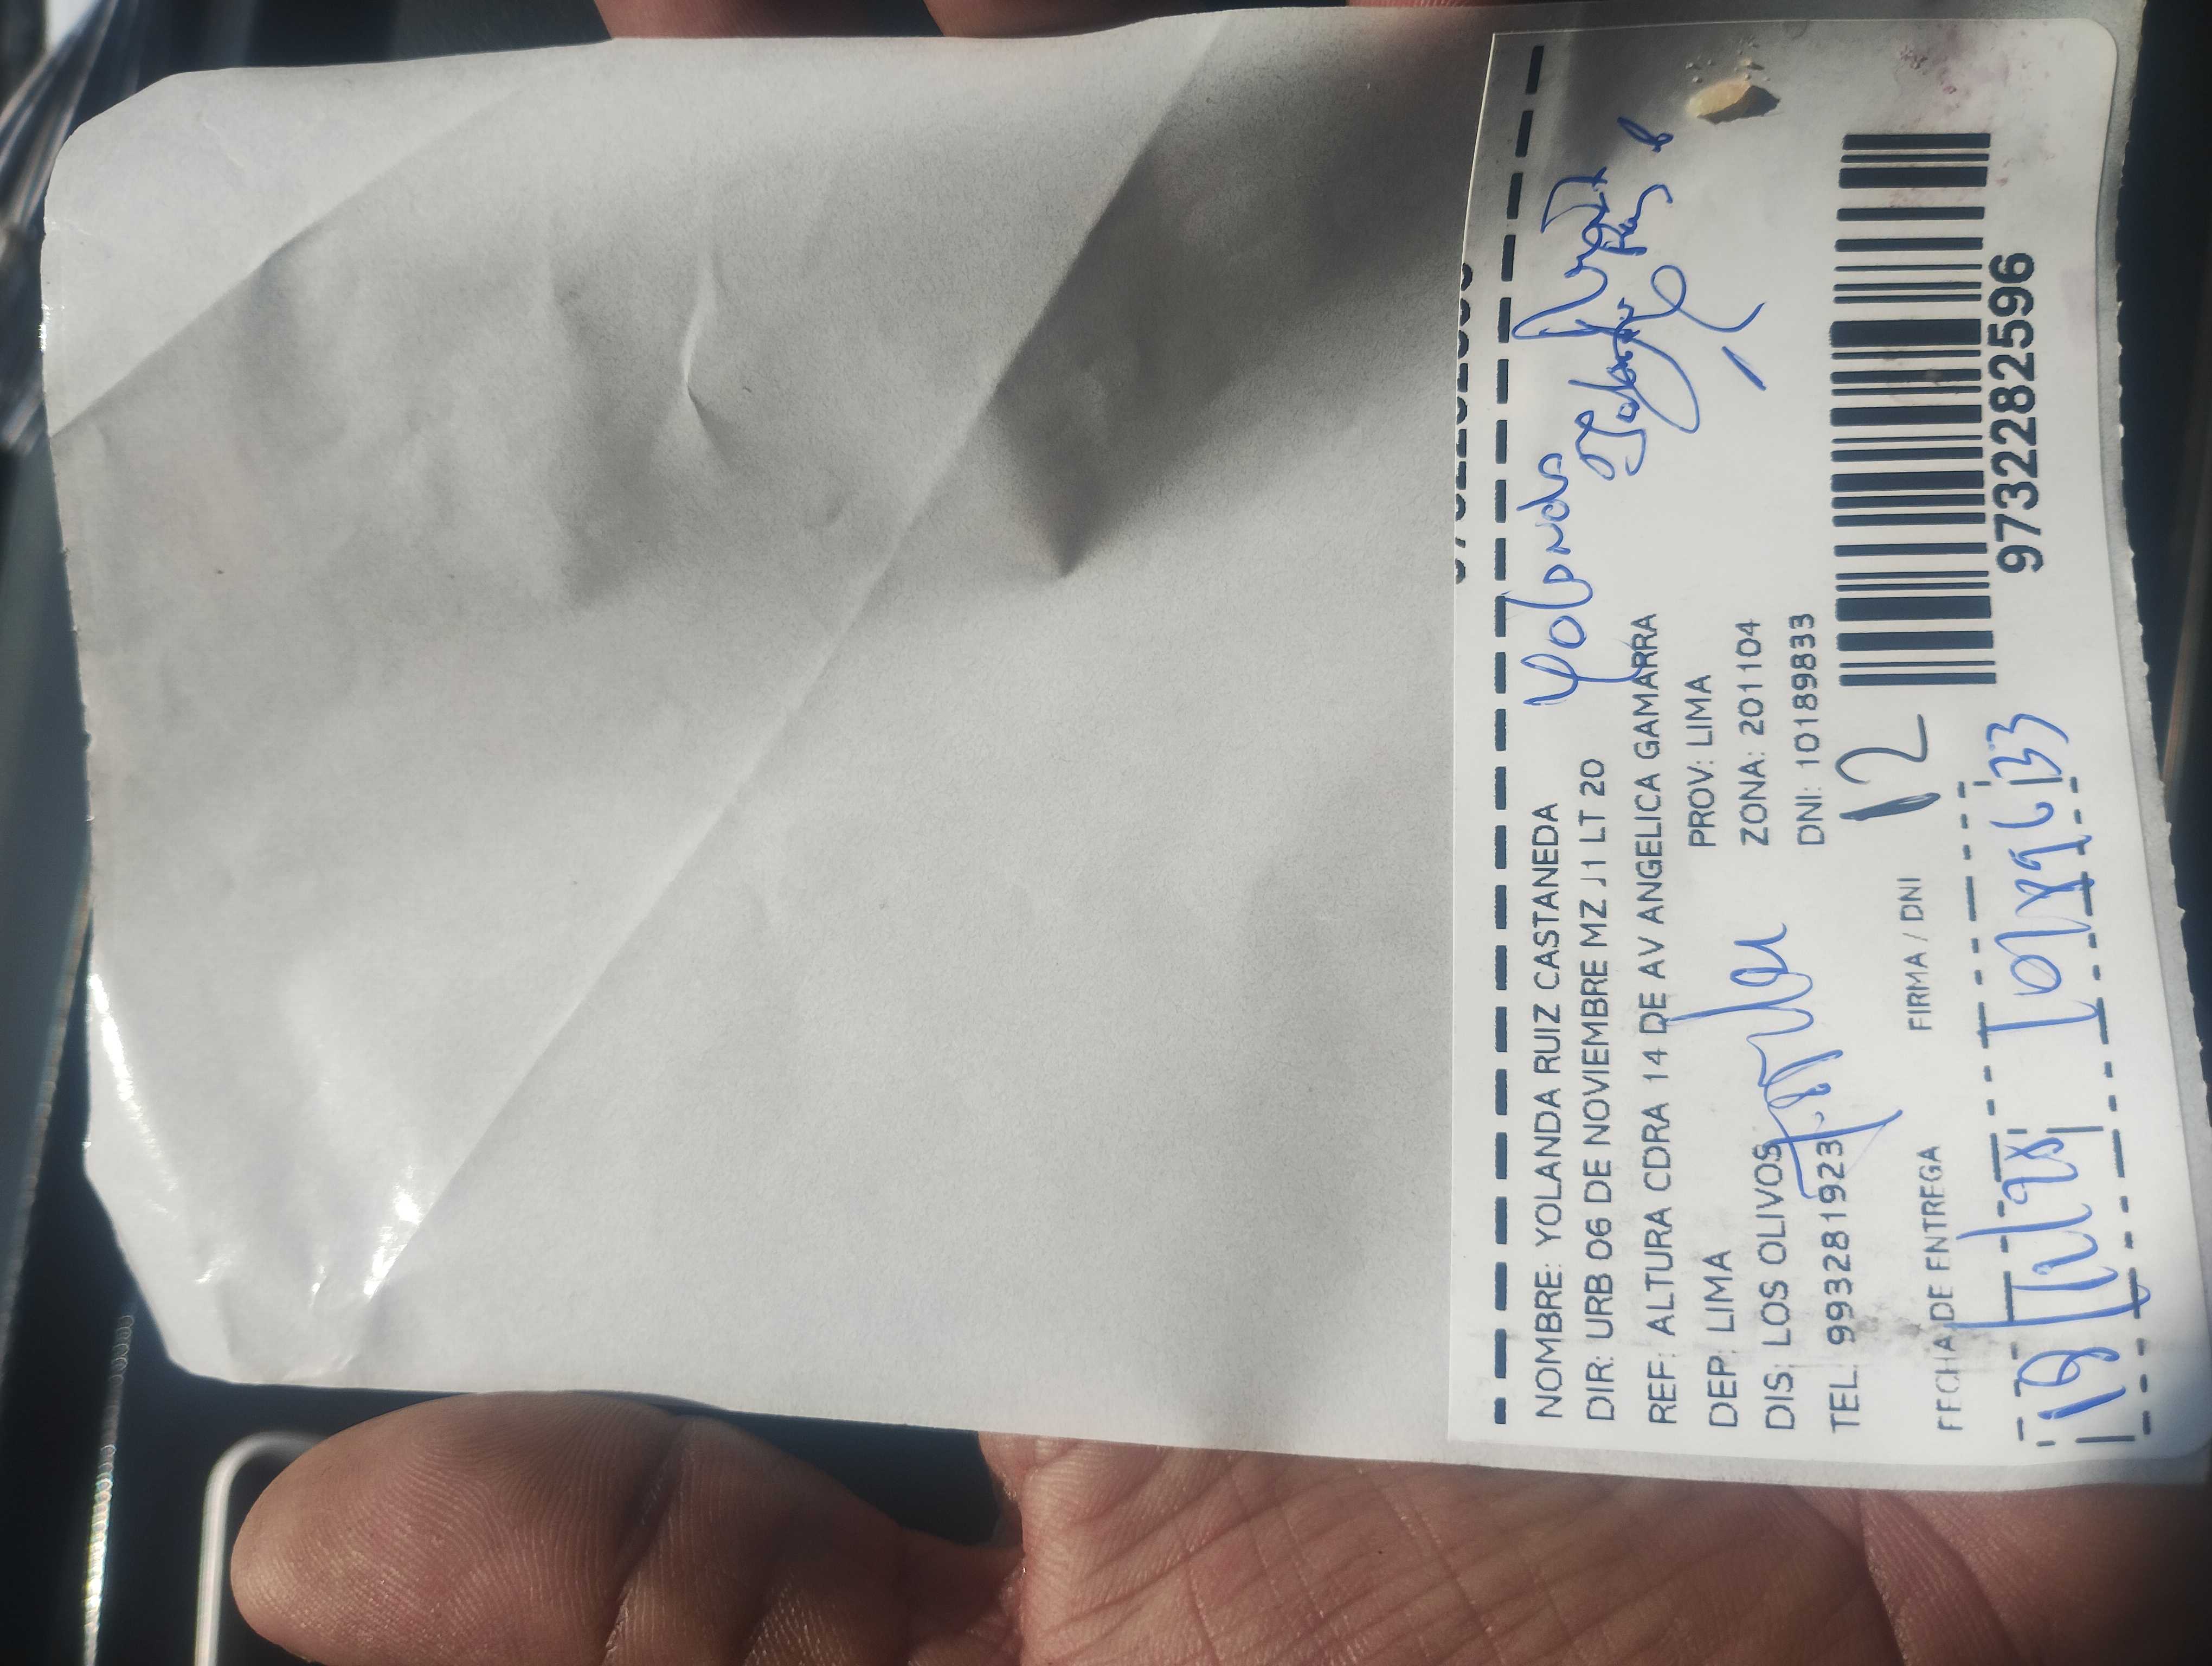 NOMBRE: YOLANDA RUIZ CASTANEDA
DIR: URB 06 DE NOVIEMBRE MZ J1 LT 20
REF: ALTURA CDRA 14 DE AV ANGELICA GAMARRA
DEP: LIMA PROV: LIMA
DIS: LOS OLIVOS ZONA: 201104
TEL: 993281923 DNI: 10189833
Yolanda
12
FECHA DE ENTREGA FIRMA / DNI
9732282596